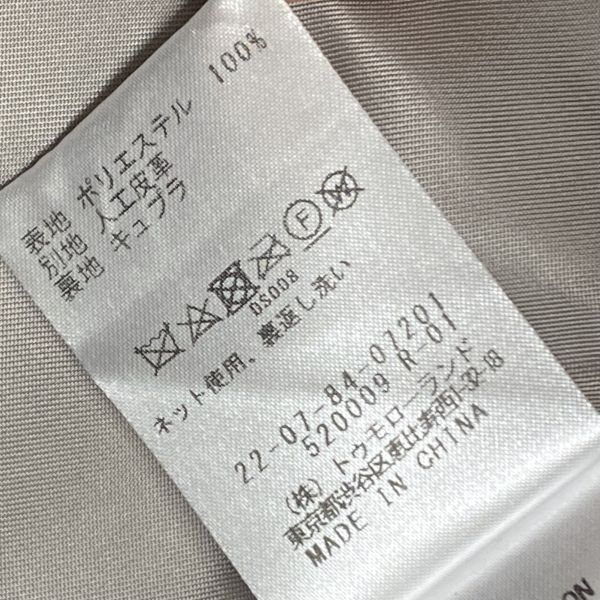 表地 ポリエステル 100%
別地 人工皮革
裏地 キュプラ
F W
DS008
ネット使用、裏返し洗い
22-07-84-07201
520009 R-01
(株) トゥモローランド
東京都渋谷区恵比寿西1-32-18
MADE IN CHINA
ON